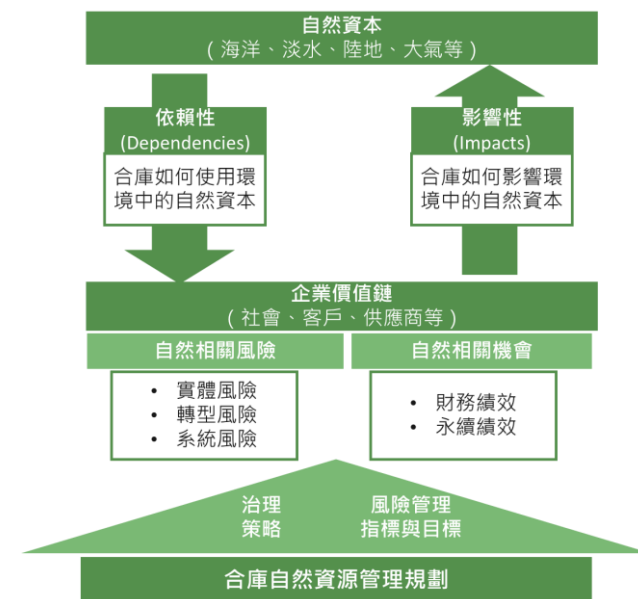 自然資本
（海洋、淡水、陸地、大氣等）
依賴性
(Dependencies)
合庫如何使用環
境中的自然資本
影響性
(Impacts)
合庫如何影響環
境中的自然資本
企業價值鏈
（社會、客戶、供應商等）
自然相關風險
• 實體風險
• 轉型風險
• 系統風險
自然相關機會
• 財務績效
• 永續績效
治理
策略
風險管理
指標與目標
合庫自然資源管理規劃